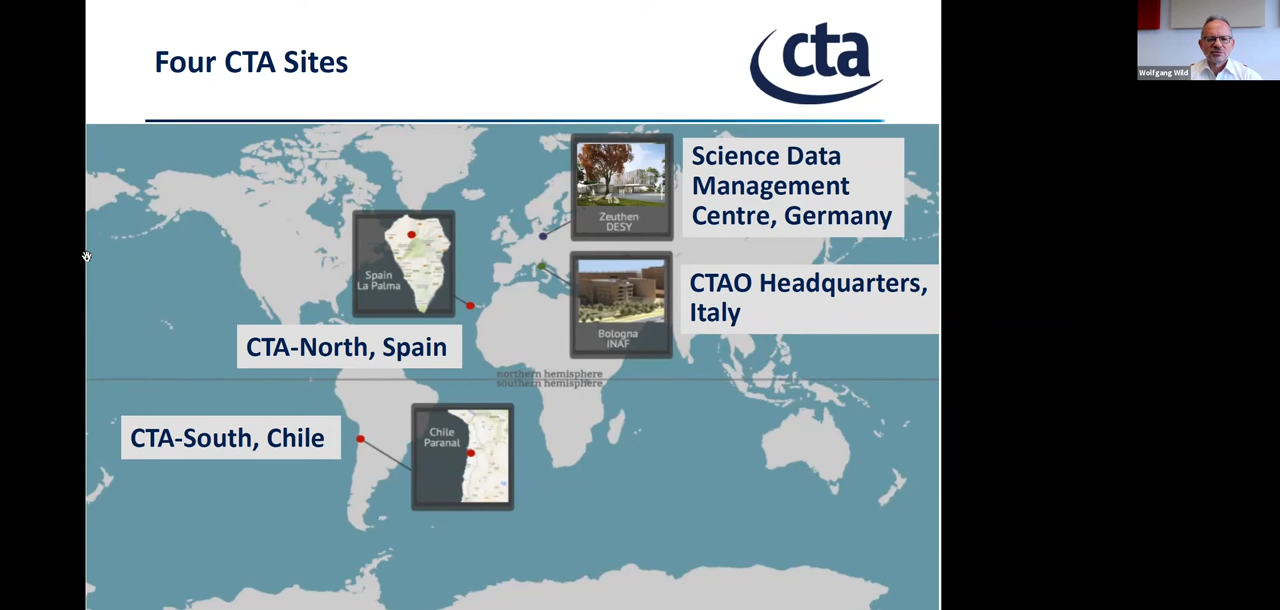 Four CTA Sites
cta
Wolfgang Wild
Zeuthen
DESY
Science Data
Management
Centre, Germany
Spain
La Palma
CTA-North, Spain
Bologna
INAF
CTAO Headquarters,
Italy
northern hemisphere
southern hemisphere
CTA-South, Chile
Chile
Paranal